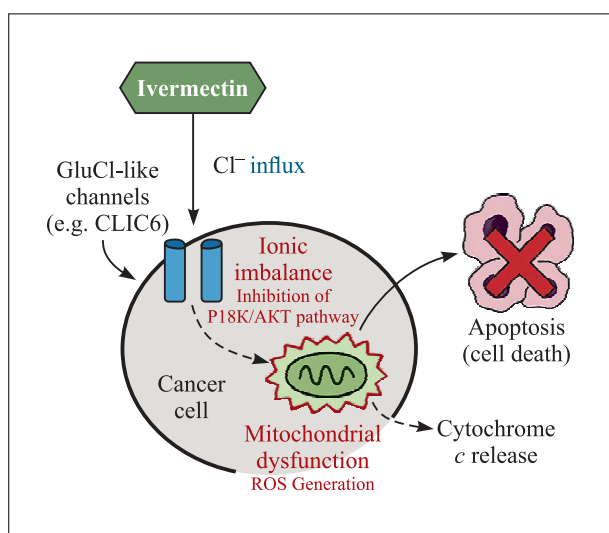 Ivermectin
Cl⁻ influx
GluCl-like
channels
(e.g. CLIC6)
Ionic
imbalance
Inhibition of
P18K/AKT pathway
Cancer
cell
Mitochondrial
dysfunction
ROS Generation
Apoptosis
(cell death)
Cytochrome
c release